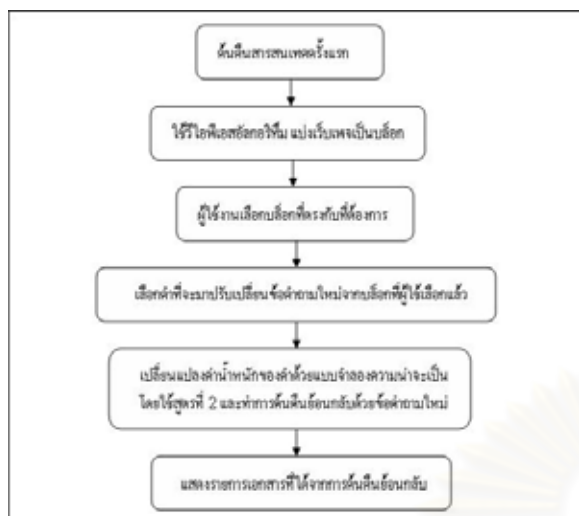 ค้นคืนสารสนเทศครั้งแรก
ใช้วีไอพีเอสอัลกอริทึม แบ่งเว็บเพจเป็นบล็อก
ผู้ใช้งานเลือกบล็อกที่ตรงกับที่ต้องการ
เลือกคำที่จะมาปรับเปลี่ยนข้อคำถามใหม่จากบล็อกที่ผู้ใช้เลือกแล้ว
เปลี่ยนแปลงค่าน้ำหนักของคำด้วยแบบจำลองความน่าจะเป็น
โดยใช้สูตรที่ 2 และทำการค้นคืนย้อนกลับด้วยข้อคำถามใหม่
แสดงรายการเอกสารที่ได้จากการค้นคืนย้อนกลับ